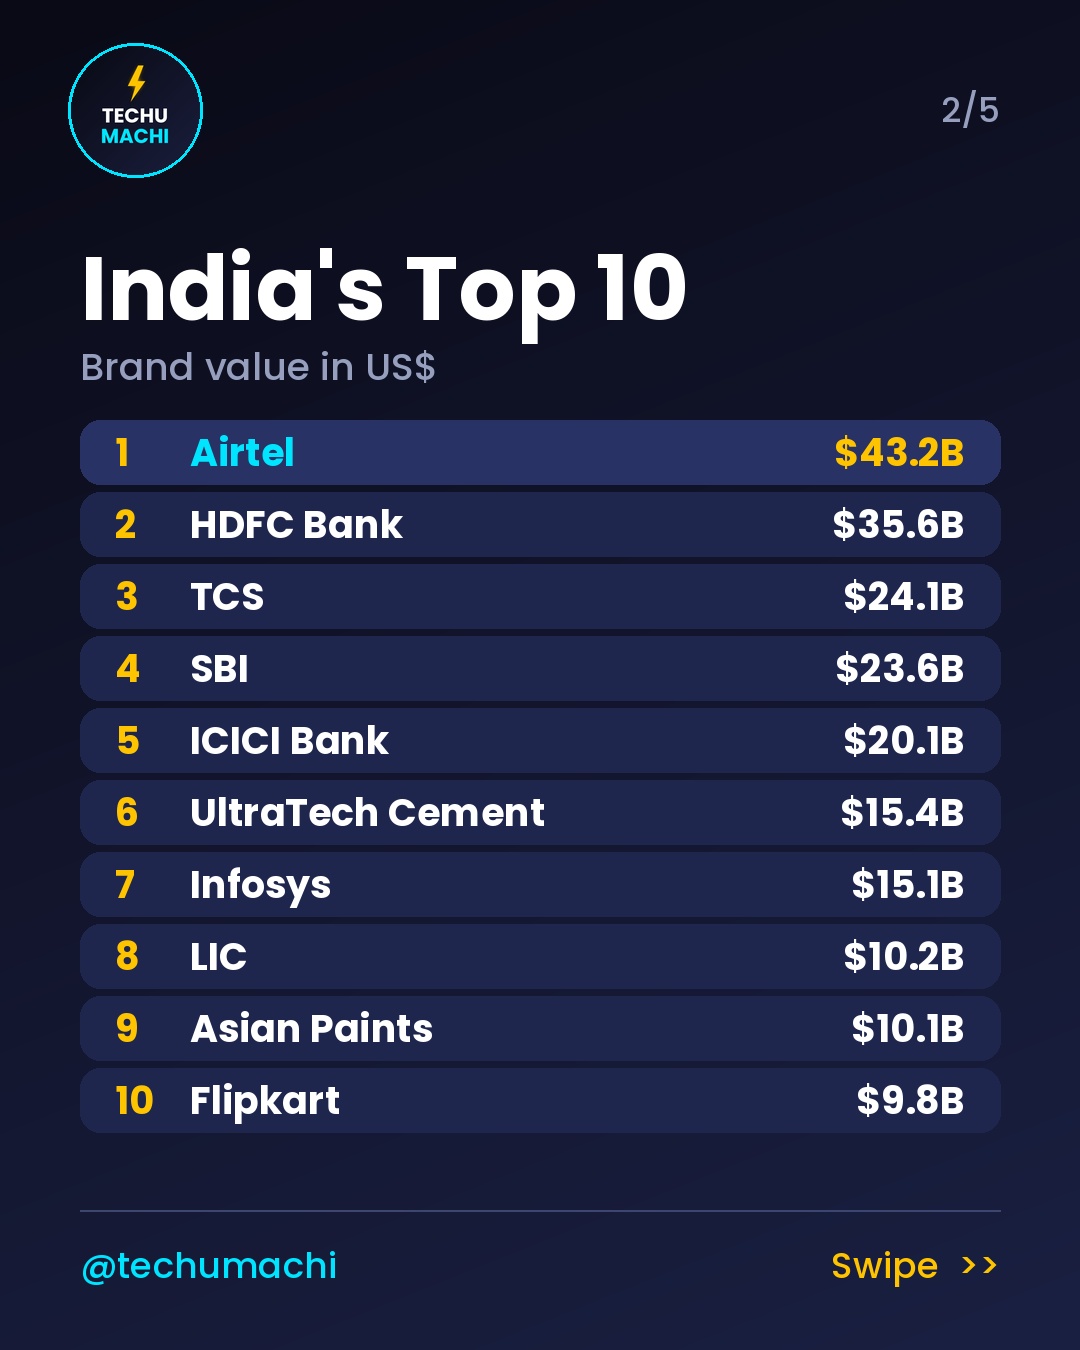 TECHU
MACHI
2/5
India's Top 10
Brand value in US$
1 Airtel $43.2B
2 HDFC Bank $35.6B
3 TCS $24.1B
4 SBI $23.6B
5 ICICI Bank $20.1B
6 UltraTech Cement $15.4B
7 Infosys $15.1B
8 LIC $10.2B
9 Asian Paints $10.1B
10 Flipkart $9.8B
@techumachi Swipe >>